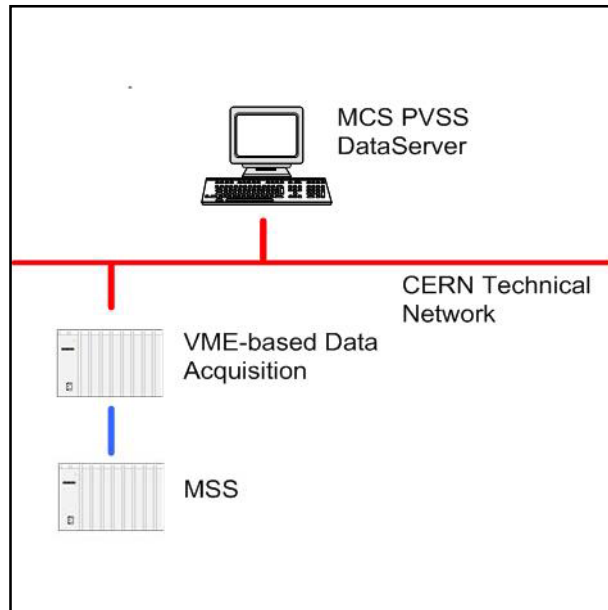 MCS PVSS
DataServer
CERN Technical
Network
VME-based Data
Acquisition
MSS